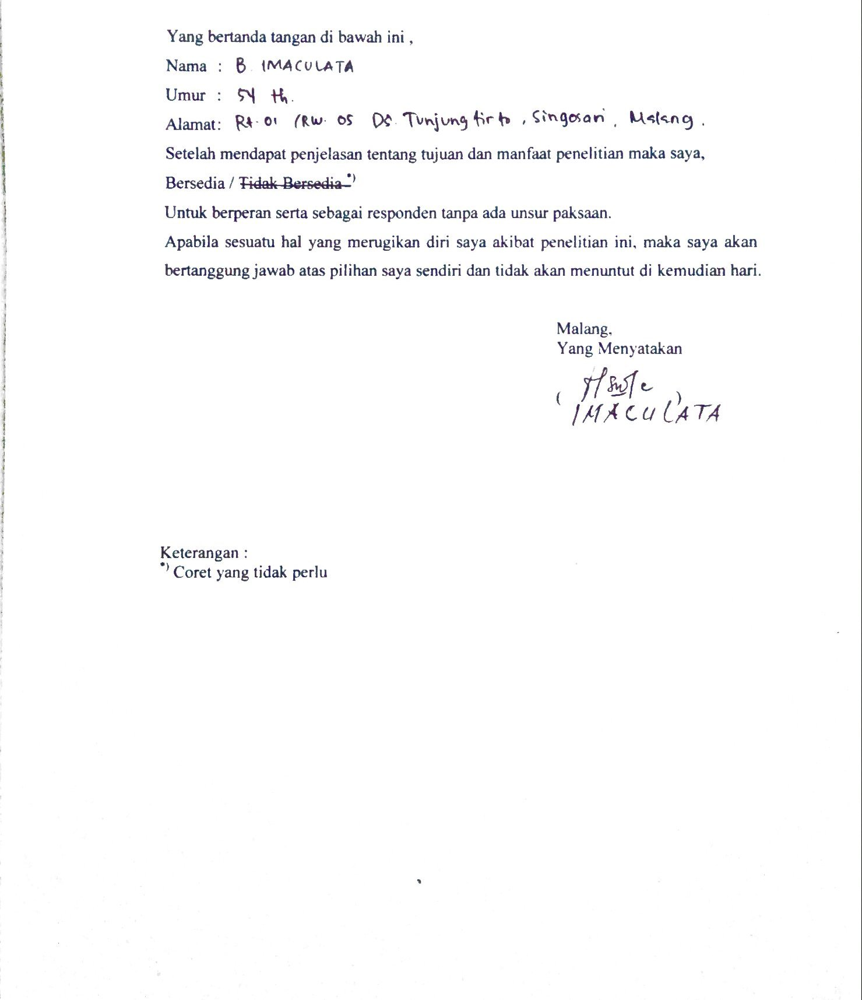 Yang bertanda tangan di bawah ini ,
Nama : B. IMACULATA
Umur : 54 th.
Alamat: Rt. 01 /RW. 05 Ds. Tunjungtirto , Singosari , Malang .
Setelah mendapat penjelasan tentang tujuan dan manfaat penelitian maka saya,
Bersedia / Tidak Bersedia *)
Untuk berperan serta sebagai responden tanpa ada unsur paksaan.
Apabila sesuatu hal yang merugikan diri saya akibat penelitian ini, maka saya akan
bertanggung jawab atas pilihan saya sendiri dan tidak akan menuntut di kemudian hari.
Malang,
Yang Menyatakan
( )
IMACULATA
Keterangan :
*) Coret yang tidak perlu